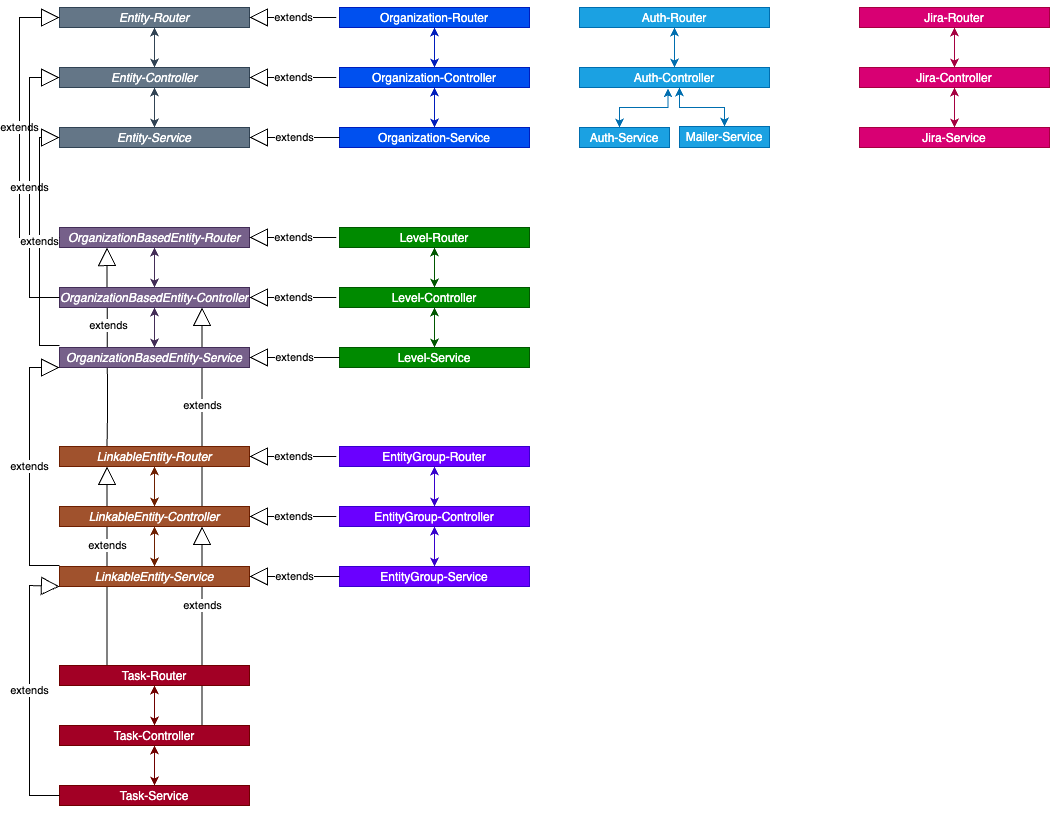 Entity-Router
extends
Organization-Router
Auth-Router
Jira-Router
Entity-Controller
extends
Organization-Controller
Auth-Controller
Jira-Controller
extends
Entity-Service
extends
Organization-Service
Auth-Service
Mailer-Service
Jira-Service
extends
extends
OrganizationBasedEntity-Router
extends
Level-Router
OrganizationBasedEntity-Controller
extends
Level-Controller
extends
OrganizationBasedEntity-Service
extends
Level-Service
extends
extends
LinkableEntity-Router
extends
EntityGroup-Router
LinkableEntity-Controller
extends
EntityGroup-Controller
extends
LinkableEntity-Service
extends
EntityGroup-Service
extends
Task-Router
extends
Task-Controller
Task-Service